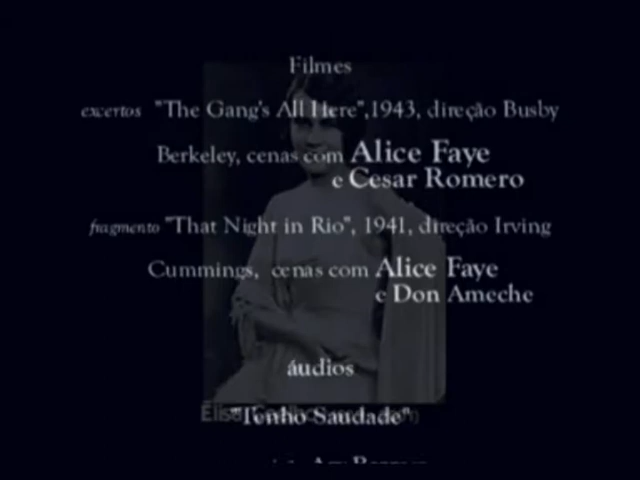 Filmes
excertos "The Gang's All Here",1943, direção Busby
Berkeley, cenas com Alice Faye
e Cesar Romero
fragmento "That Night in Rio", 1941, direção Irving
Cummings, cenas com Alice Faye
e Don Ameche
áudios
"Tenho Saudade"